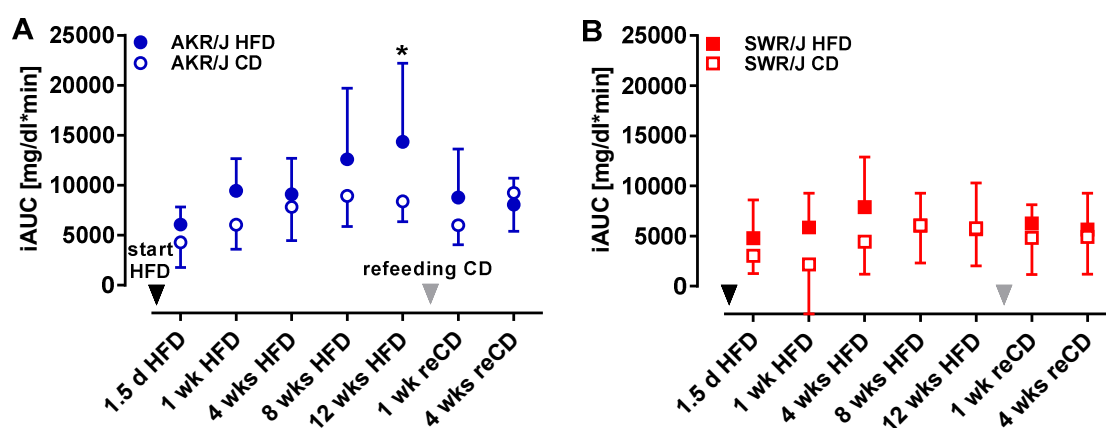 A
AKR/J HFD
AKR/J CD
*
iAUC [mg/dl*min]
25000
20000
15000
10000
5000
0
start
HFD
refeeding CD
1.5 d HFD
1 wk HFD
4 wks HFD
8 wks HFD
12 wks HFD
1 wk reCD
4 wks reCD
B
SWR/J HFD
SWR/J CD
iAUC [mg/dl*min]
25000
20000
15000
10000
5000
0
1.5 d HFD
1 wk HFD
4 wks HFD
8 wks HFD
12 wks HFD
1 wk reCD
4 wks reCD